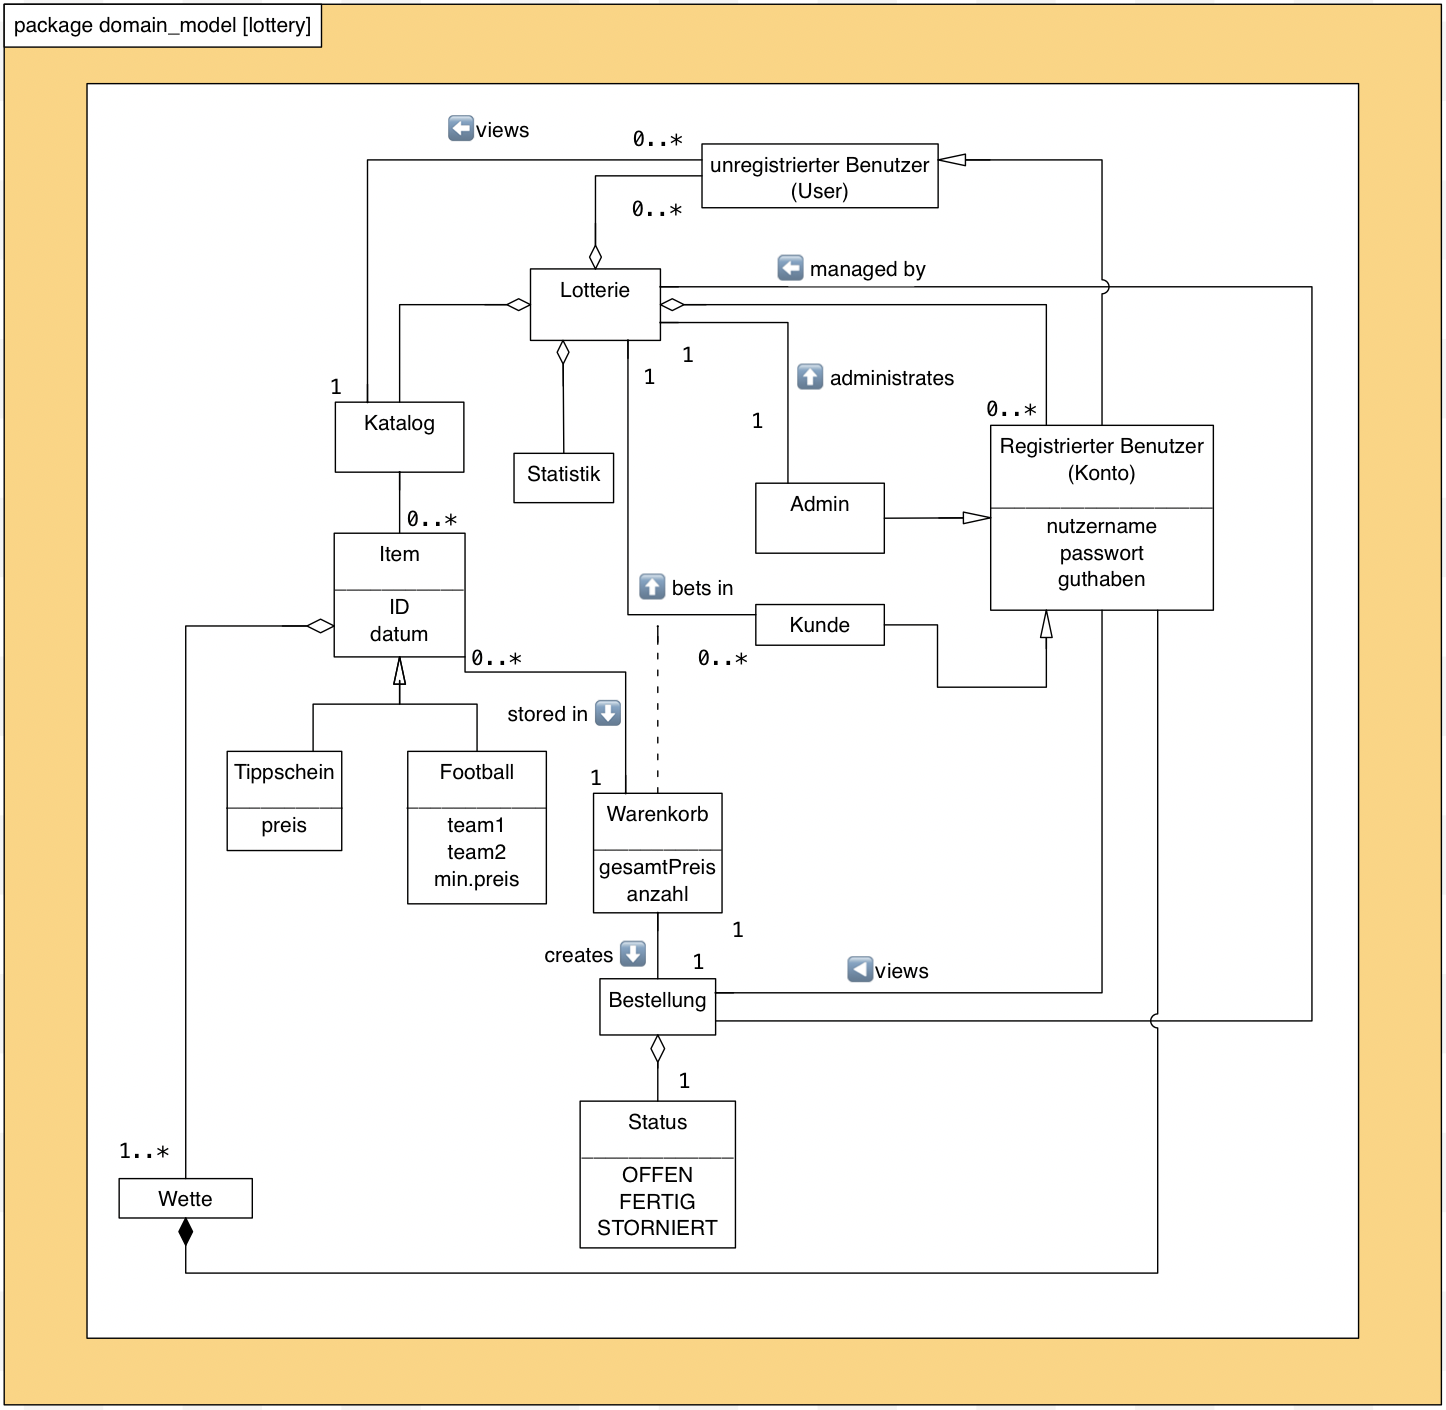 package domain_model [lottery]
views
0..*
unregistrierter Benutzer
(User)
0..*
managed by
Lotterie
1
1
administrates
1
Katalog
1
0..*
Registrierter Benutzer
(Konto)
nutzername
passwort
guthaben
Statistik
Admin
0..*
Item
ID
datum
bets in
Kunde
0..*
0..*
stored in
1
Tippschein
preis
Football
team1
team2
min.preis
Warenkorb
gesamtPreis
anzahl
1
creates
1
views
Bestellung
1
Status
OFFEN
FERTIG
STORNIERT
1..*
Wette